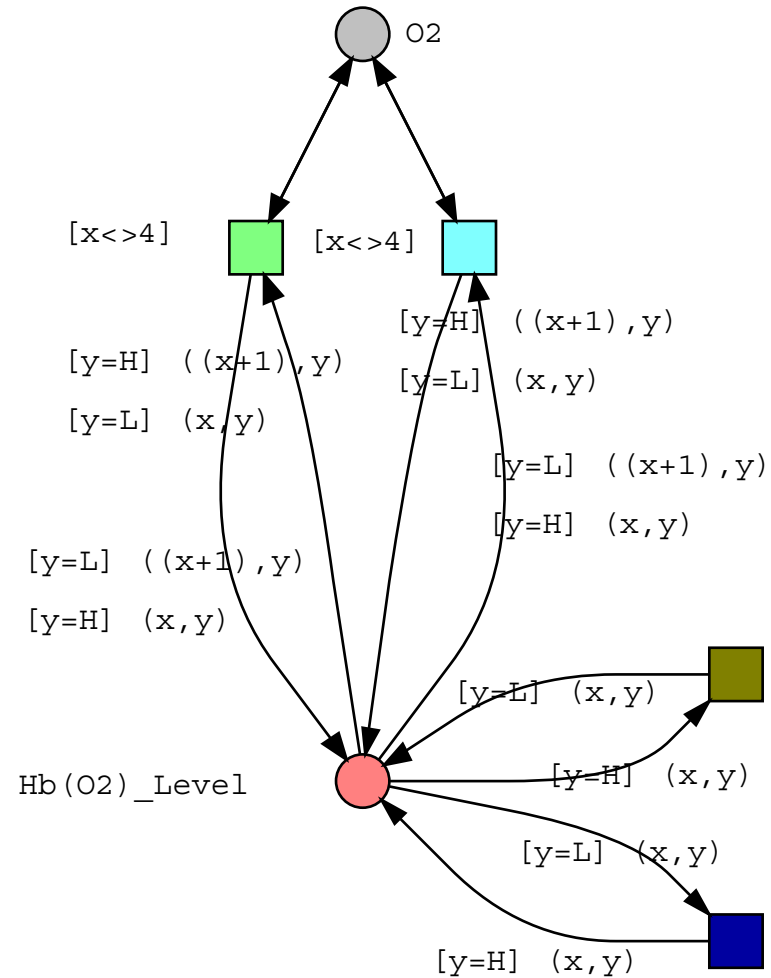 O2
[x<>4]
[x<>4]
[y=H] ((x+1),y)
[y=L] (x,y)
[y=H] ((x+1),y)
[y=L] (x,y)
[y=L] ((x+1),y)
[y=H] (x,y)
[y=L] ((x+1),y)
[y=H] (x,y)
[y=L] (x,y)
[y=H] (x,y)
Hb(O2)_Level
[y=L] (x,y)
[y=H] (x,y)